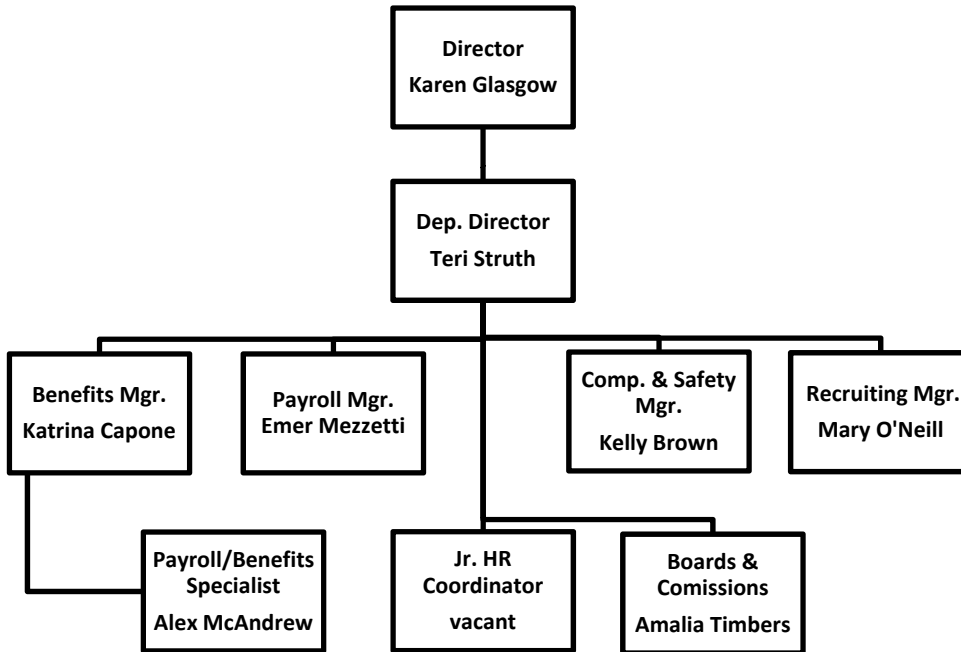 Director
Karen Glasgow
Dep. Director
Teri Struth
Benefits Mgr.
Katrina Capone
Payroll Mgr.
Emer Mezzetti
Comp. & Safety
Mgr.
Kelly Brown
Recruiting Mgr.
Mary O'Neill
Payroll/Benefits
Specialist
Alex McAndrew
Jr. HR
Coordinator
vacant
Boards &
Comissions
Amalia Timbers